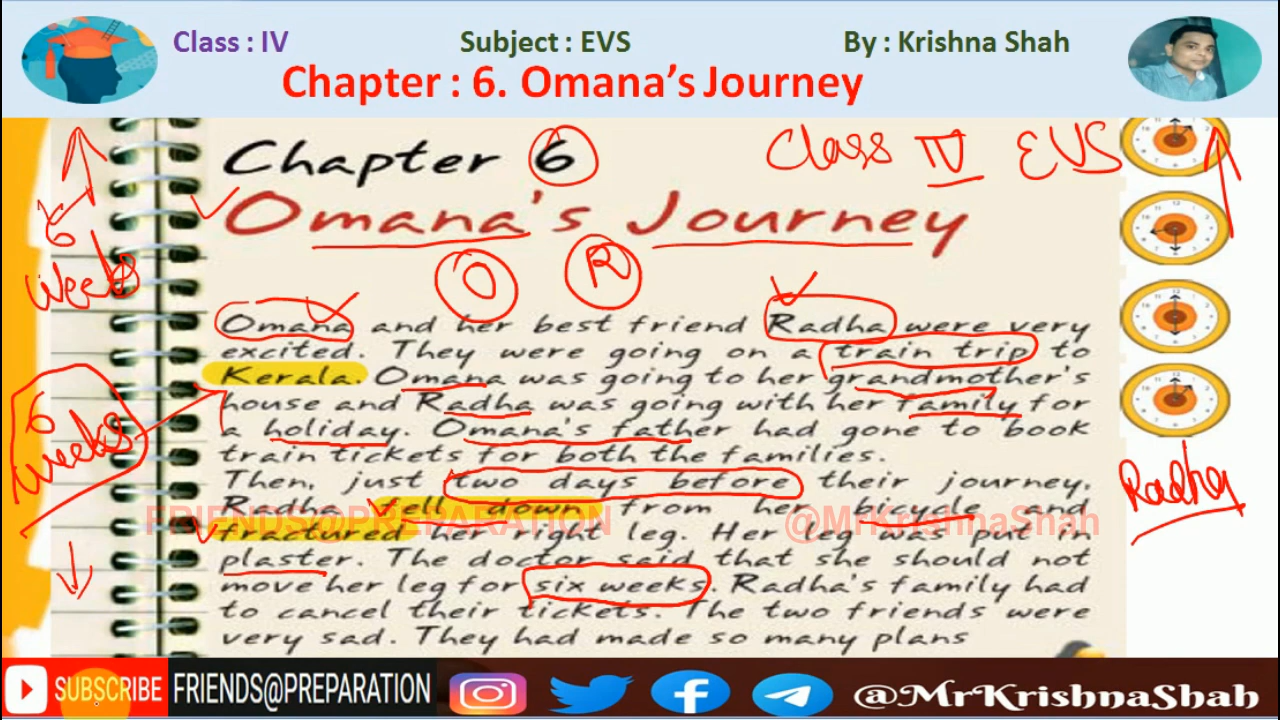 Class : IV
Subject : EVS
By : Krishna Shah
Chapter : 6. Omana's Journey
Chapter 6
Class IV EVS
Omana's Journey
6
weeks
O R
Omana and her best friend Radha were very
excited. They were going on a train trip to
Kerala. Omana was going to her grandmother's
house and Radha was going with her family for
a holiday. Omana's father had gone to book
train tickets for both the families.
Then, just two days before their journey,
Radha fell down from her bicycle and
fractured her right leg. Her leg was put in
plaster. The doctor said that she should not
move her leg for six weeks. Radha's family had
to cancel their tickets. The two friends were
very sad. They had made so many plans
6
weeks
Radha
FRIENDS@PREPARATION
@MrKrishnaShah
SUBSCRIBE FRIENDS@PREPARATION
@MrKrishnaShah